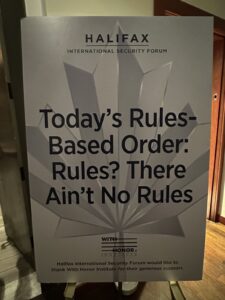 HALIFAX
INTERNATIONAL SECURITY FORUM
Today's Rules-
Based Order:
Rules? There
Ain't No Rules
WITH
HONOR
Halifax International Security Forum would like to
thank With Honor Institute for their generous support.